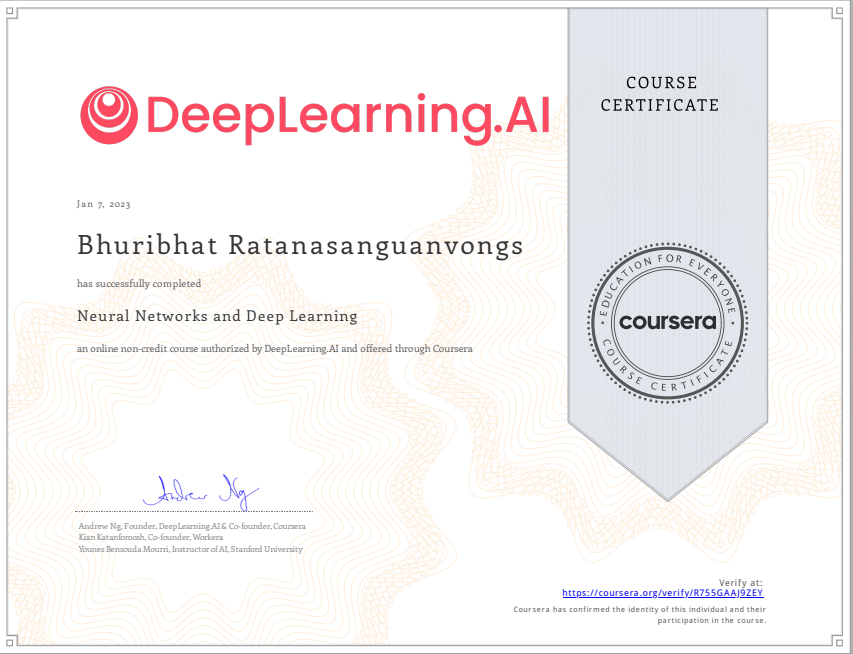 DeepLearning.AI
COURSE
CERTIFICATE
Jan 7, 2023
Bhuribhat Ratanasanguanvongs
has successfully completed
Neural Networks and Deep Learning
an online non-credit course authorized by DeepLearning.AI and offered through Coursera
EDUCATION FOR EVERYONE
coursera
COURSE CERTIFICATE
Andrew Ng
Andrew Ng, Founder, DeepLearning.AI & Co-founder, Coursera
Kian Katanforoosh, Co-founder, Workera
Younes Bensouda Mourri, Instructor of AI, Stanford University
Verify at:
https://coursera.org/verify/R755GAAJ9ZEY
Coursera has confirmed the identity of this individual and their
participation in the course.